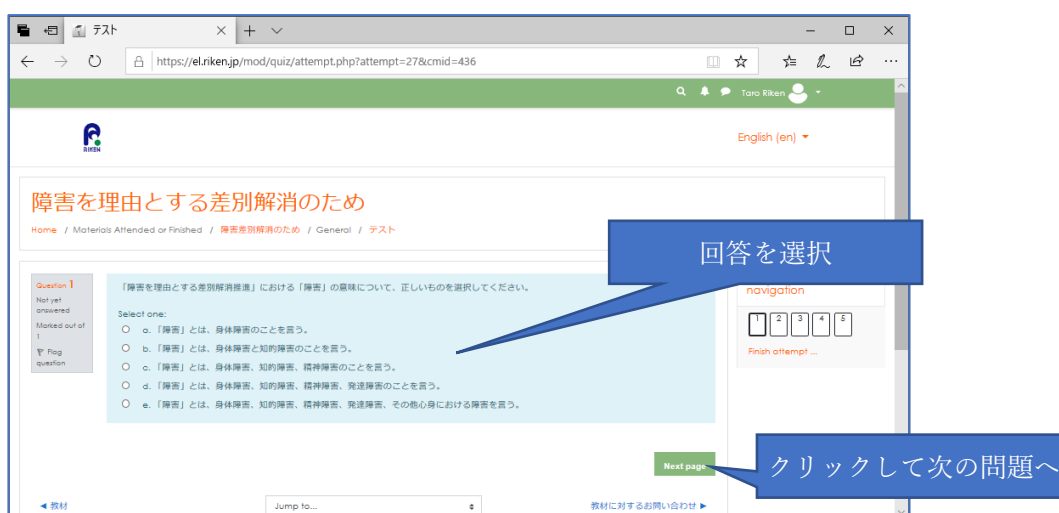 テスト
https://el.riken.jp/mod/quiz/attempt.php?attempt=27&cmid=436
Taro Riken
RIKEN
English (en)
障害を理由とする差別解消のため
Home / Materials Attended or Finished / 障害差別解消のため / General / テスト
回答を選択
Question 1
Not yet
answered
Marked out of
1
Flag
question
「障害を理由とする差別解消推進」における「障害」の意味について、正しいものを選択してください。
Select one:
a. 「障害」とは、身体障害のことを言う。
b. 「障害」とは、身体障害と知的障害のことを言う。
c. 「障害」とは、身体障害、知的障害、精神障害のことを言う。
d. 「障害」とは、身体障害、知的障害、精神障害、発達障害のことを言う。
e. 「障害」とは、身体障害、知的障害、精神障害、発達障害、その他心身における障害を言う。
navigation
1 2 3 4 5
Finish attempt ...
Next page
クリックして次の問題へ
◄ 教材
Jump to...
教材に対するお問い合わせ ►